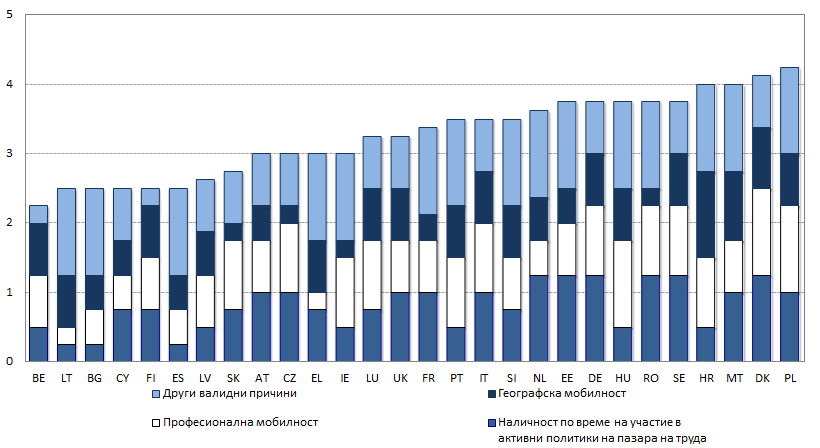 5
4
3
2
1
0
BE LT BG CY FI ES LV SK AT CZ EL IE LU UK FR PT IT SI NL EE DE HU RO SE HR MT DK PL
Други валидни причини Географска мобилност
Професионална мобилност Наличност по време на участие в
активни политики на пазара на труда